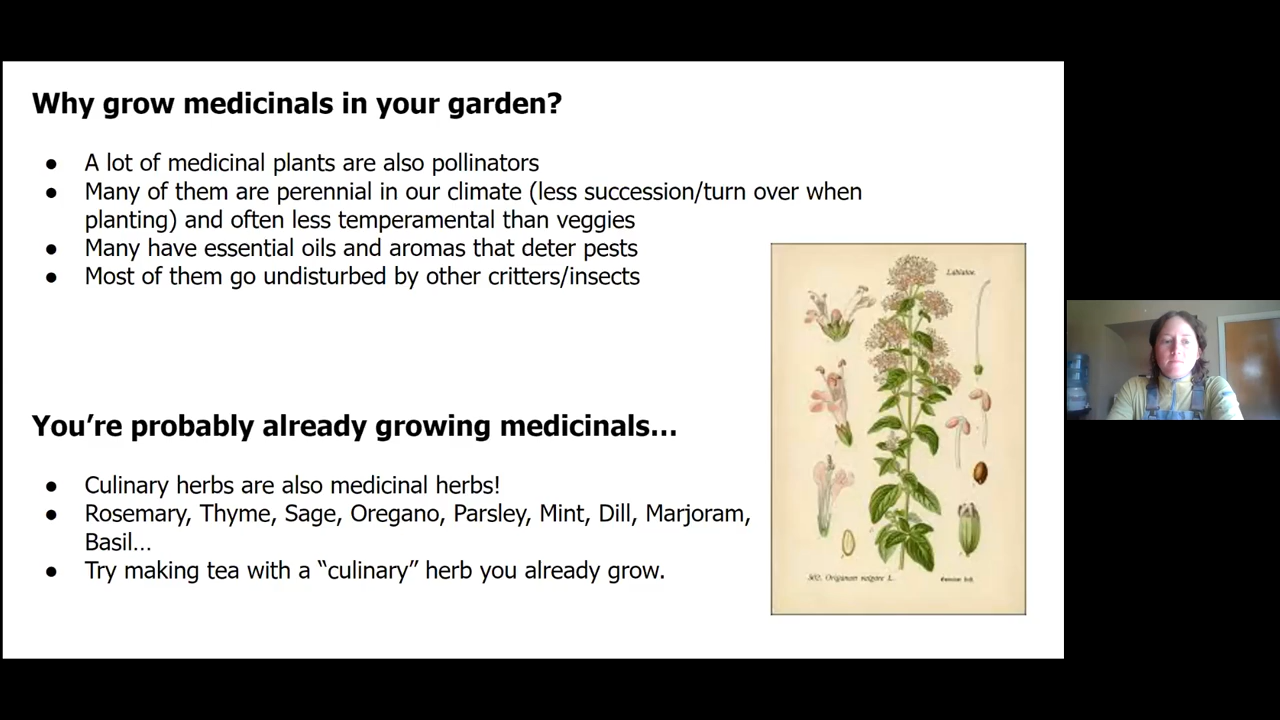 Why grow medicinals in your garden?
● A lot of medicinal plants are also pollinators
● Many of them are perennial in our climate (less succession/turn over when
planting) and often less temperamental than veggies
● Many have essential oils and aromas that deter pests
● Most of them go undisturbed by other critters/insects
Labiatae.
You’re probably already growing medicinals…
● Culinary herbs are also medicinal herbs!
● Rosemary, Thyme, Sage, Oregano, Parsley, Mint, Dill, Marjoram,
Basil…
● Try making tea with a “culinary” herb you already grow.
Origanum vulgare L.